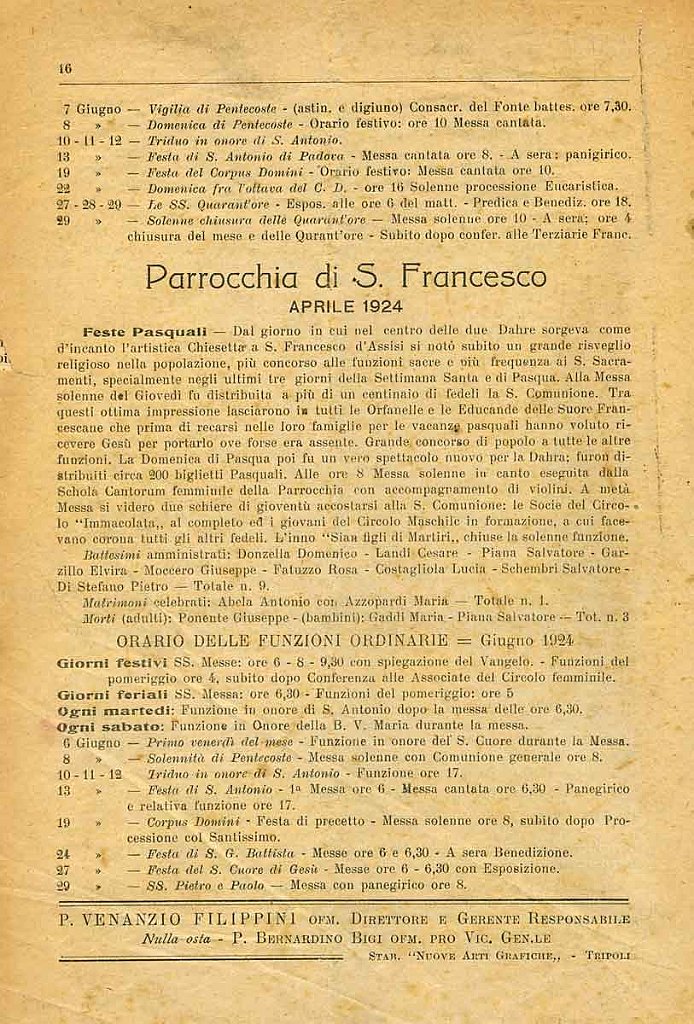 16
7 Giugno — Vigilia di Pentecoste - (astin. e digiuno) Consacr. del Fonte battes. ore 7,30.
8 » — Domenica di Pentecoste - Orario festivo: ore 10 Messa cantata.
10 - 11 - 12 — Triduo in onore di S. Antonio.
13 » — Festa di S. Antonio di Padova - Messa cantata ore 8. - A sera: panigirico.
19 » — Festa del Corpus Domini - Orario festivo: Messa cantata ore 10.
22 » — Domenica fra l'ottava del C. D. - ore 16 Solenne processione Eucaristica.
27 - 28 - 29 — Le SS. Quarant'ore - Espos. alle ore 6 del matt. - Predica e Benediz. ore 18.
29 » — Solenne chiusura delle Quarant'ore — Messa solenne ore 10 - A sera: ore 4
chiusura del mese e delle Qurant'ore - Subito dopo confer. alle Terziarie Franc.
Parrocchia di S. Francesco
APRILE 1924
Feste Pasquali — Dal giorno in cui nel centro delle due Dahre sorgeva come
d'incanto l'artistica Chiesetta a S. Francesco d'Assisi si notò subito un grande risveglio
religioso nella popolazione, più concorso alle funzioni sacre e più frequenza ai S. Sacra-
menti, specialmente negli ultimi tre giorni della Settimana Santa e di Pasqua. Alla Messa
solenne del Giovedì fu distribuita a più di un centinaio di fedeli la S. Comunione. Tra
questi ottima impressione lasciarono in tutti le Orfanelle e le Educande delle Suore Fran-
cescane che prima di recarsi nelle loro famiglie per le vacanze pasquali hanno voluto ri-
cevere Gesù per portarlo ove forse era assente. Grande concorso di popolo a tutte le altre
funzioni. La Domenica di Pasqua poi fu un vero spettacolo nuovo per la Dahra: furon di-
stribuiti circa 200 biglietti Pasquali. Alle ore 8 Messa solenne in canto eseguita dalla
Schola Cantorum femminile della Parrocchia con accompagnamento di violini. A metà
Messa si videro due schiere di gioventù accostarsi alla S. Comunione: le Socie del Circo-
lo "Immacolata,, al completo ed i giovani del Circolo Maschile in formazione, a cui face-
vano corona tutti gli altri fedeli. L'inno "Siam figli di Martiri,, chiuse la solenne funzione.
Battesimi amministrati: Donzella Domenico - Landi Cesare - Piana Salvatore - Gar-
zillo Elvira - Moccero Giuseppe - Fatuzzo Rosa - Costagliola Lucia - Schembri Salvatore -
Di Stefano Pietro — Totale n. 9.
Matrimoni celebrati: Abela Antonio con Azzopardi Maria — Totale n. 1.
Morti (adulti): Ponente Giuseppe - (bambini): Gaddi Maria - Piana Salvatore — Tot. n. 3
ORARIO DELLE FUNZIONI ORDINARIE = Giugno 1924
Giorni festivi SS. Messe: ore 6 - 8 - 9,30 con spiegazione del Vangelo. - Funzioni del
pomeriggio ore 4, subito dopo Conferenza alle Associate del Circolo femminile.
Giorni feriali SS. Messa: ore 6,30 - Funzioni del pomeriggio: ore 5
Ogni martedì: Funzione in onore di S. Antonio dopo la messa delle ore 6,30.
Ogni sabato: Funzione in Onore della B. V. Maria durante la messa.
6 Giugno — Primo venerdì del mese - Funzione in onore del S. Cuore durante la Messa.
8 » — Solennità di Pentecoste - Messa solenne con Comunione generale ore 8.
10 - 11 - 12 Triduo in onore di S. Antonio - Funzione ore 17.
13 » — Festa di S. Antonio - 1ª Messa ore 6 - Messa cantata ore 6,30 - Panegirico
e relativa funzione ore 17.
19 » — Corpus Domini - Festa di precetto - Messa solenne ore 8, subito dopo Pro-
cessione col Santissimo.
24 » — Festa di S. G. Battista - Messe ore 6 e 6,30 - A sera Benedizione.
27 » — Festa del S. Cuore di Gesù - Messe ore 6 - 6,30 con Esposizione.
29 » — SS. Pietro e Paolo — Messa con panegirico ore 8.
P. VENANZIO FILIPPINI OFM. DIRETTORE E GERENTE RESPONSABILE
Nulla osta - P. BERNARDINO BIGI OFM. PRO VIC. GEN.LE
STAB. "NUOVE ARTI GRAFICHE,, - TRIPOLI